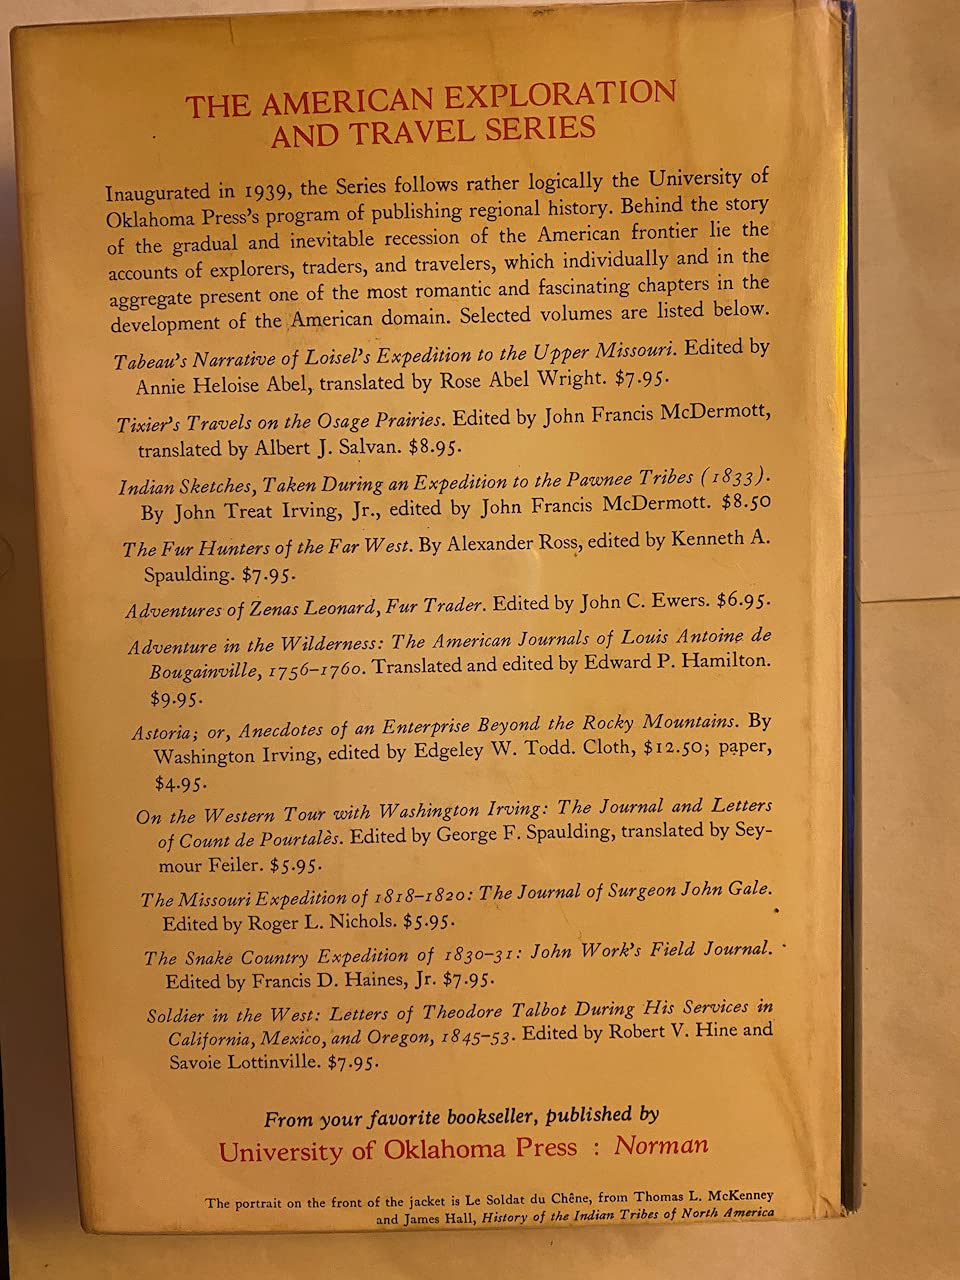 THE AMERICAN EXPLORATION
AND TRAVEL SERIES
Inaugurated in 1939, the Series follows rather logically the University of
Oklahoma Press's program of publishing regional history. Behind the story
of the gradual and inevitable recession of the American frontier lie the
accounts of explorers, traders, and travelers, which individually and in the
aggregate present one of the most romantic and fascinating chapters in the
development of the American domain. Selected volumes are listed below.
Tabeau's Narrative of Loisel's Expedition to the Upper Missouri. Edited by
Annie Heloise Abel, translated by Rose Abel Wright. $7.95.
Tixier's Travels on the Osage Prairies. Edited by John Francis McDermott,
translated by Albert J. Salvan. $8.95.
Indian Sketches, Taken During an Expedition to the Pawnee Tribes (1833).
By John Treat Irving, Jr., edited by John Francis McDermott. $8.50
The Fur Hunters of the Far West. By Alexander Ross, edited by Kenneth A.
Spaulding. $7.95.
Adventures of Zenas Leonard, Fur Trader. Edited by John C. Ewers. $6.95.
Adventure in the Wilderness: The American Journals of Louis Antoine de
Bougainville, 1756–1760. Translated and edited by Edward P. Hamilton.
$9.95.
Astoria; or, Anecdotes of an Enterprise Beyond the Rocky Mountains. By
Washington Irving, edited by Edgeley W. Todd. Cloth, $12.50; paper,
$4.95.
On the Western Tour with Washington Irving: The Journal and Letters
of Count de Pourtalès. Edited by George F. Spaulding, translated by Sey-
mour Feiler. $5.95.
The Missouri Expedition of 1818–1820: The Journal of Surgeon John Gale.
Edited by Roger L. Nichols. $5.95.
The Snake Country Expedition of 1830–31: John Work's Field Journal.
Edited by Francis D. Haines, Jr. $7.95.
Soldier in the West: Letters of Theodore Talbot During His Services in
California, Mexico, and Oregon, 1845–53. Edited by Robert V. Hine and
Savoie Lottinville. $7.95.
From your favorite bookseller, published by
University of Oklahoma Press : Norman
The portrait on the front of the jacket is Le Soldat du Chêne, from Thomas L. McKenney
and James Hall, History of the Indian Tribes of North America